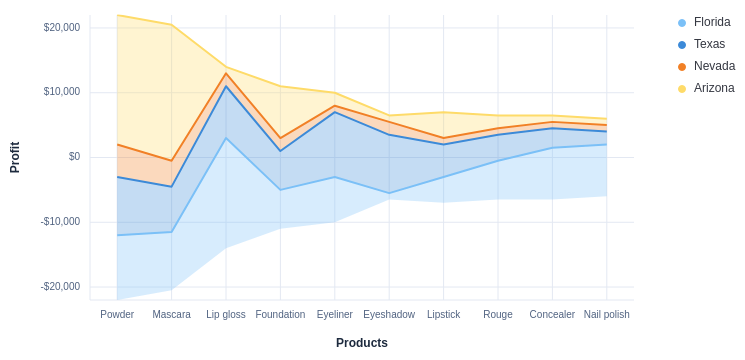 $20,000
$10,000
$0
-$10,000
-$20,000
Profit
Powder Mascara Lip gloss Foundation Eyeliner Eyeshadow Lipstick Rouge Concealer Nail polish
Products
Florida
Texas
Nevada
Arizona